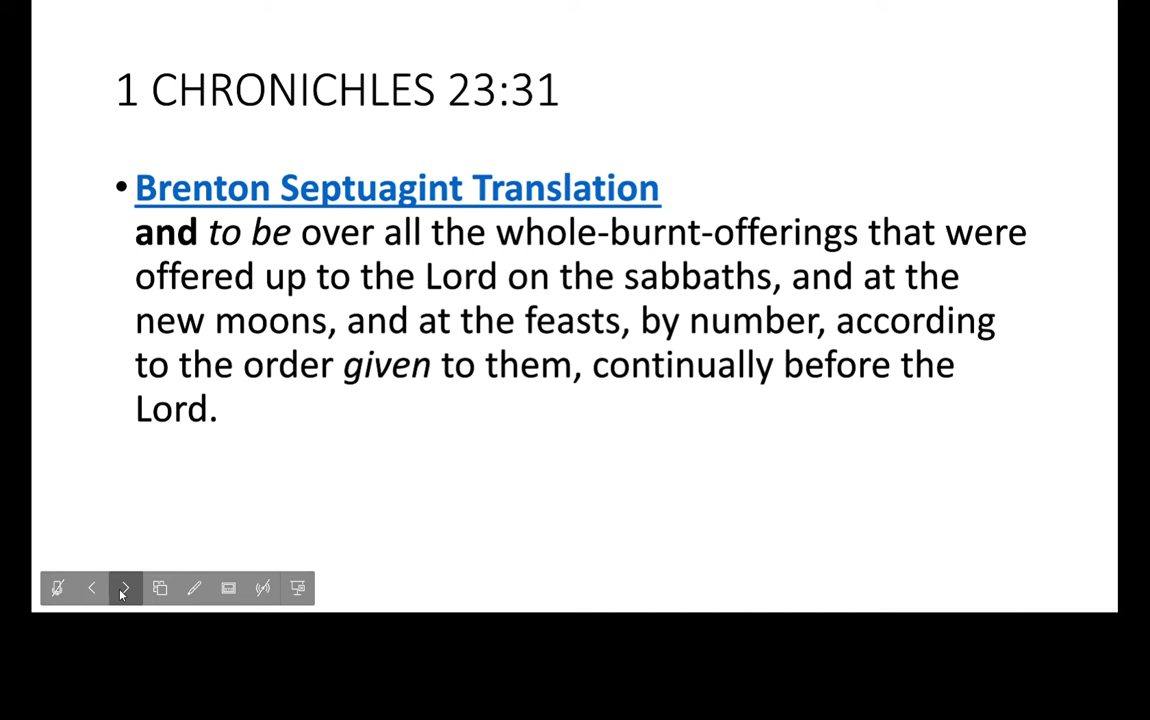 1 CHRONICHLES 23:31
• Brenton Septuagint Translation
and to be over all the whole-burnt-offerings that were
offered up to the Lord on the sabbaths, and at the
new moons, and at the feasts, by number, according
to the order given to them, continually before the
Lord.